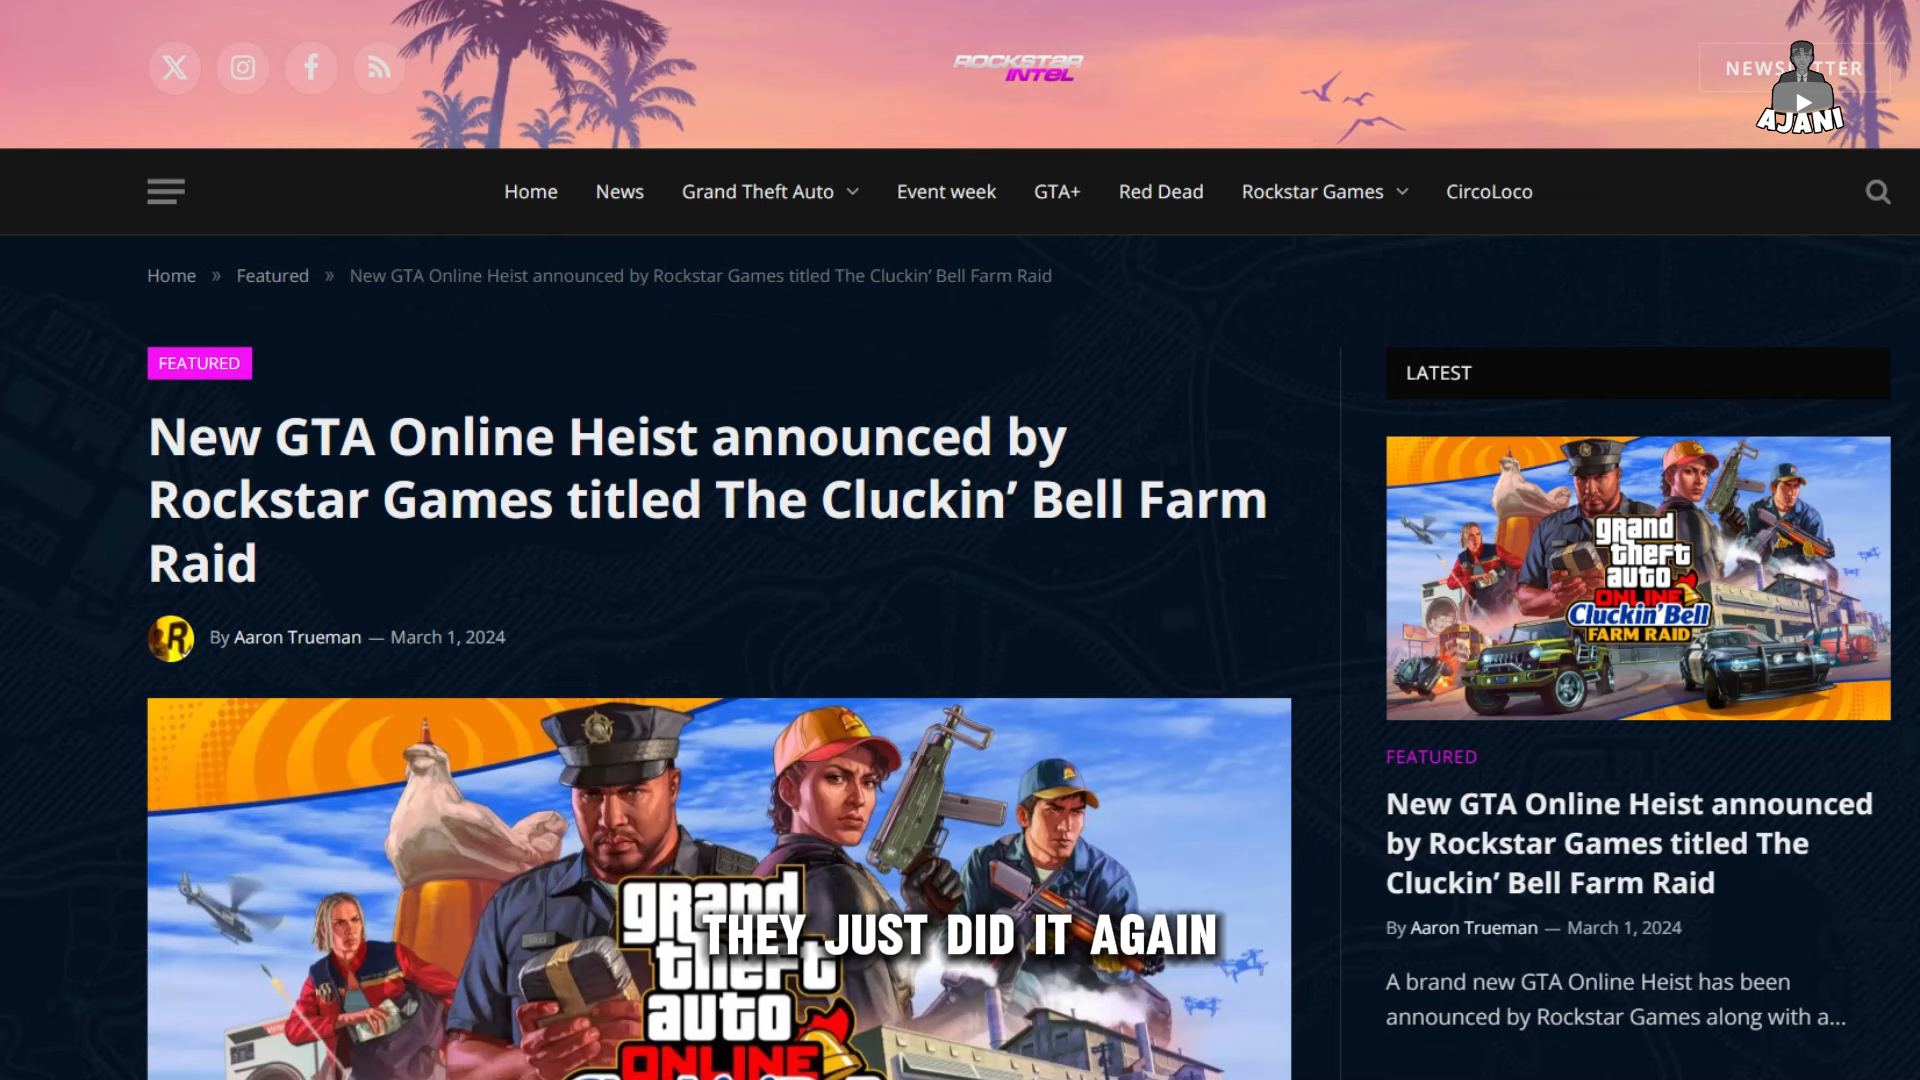 ROCKSTAR
INTEL
AJANI
Home
News
Grand Theft Auto
Event week
GTA+
Red Dead
Rockstar Games
CircoLoco
Home » Featured » New GTA Online Heist announced by Rockstar Games titled The Cluckin’ Bell Farm Raid
FEATURED
New GTA Online Heist announced by
Rockstar Games titled The Cluckin’ Bell Farm
Raid
By Aaron Trueman — March 1, 2024
grand
theft
auto
ONLINE
THEY JUST DID IT AGAIN
LATEST
grand
theft
auto
ONLINE
Cluckin’ Bell
FARM RAID
FEATURED
New GTA Online Heist announced
by Rockstar Games titled The
Cluckin’ Bell Farm Raid
By Aaron Trueman — March 1, 2024
A brand new GTA Online Heist has been
announced by Rockstar Games along with a...